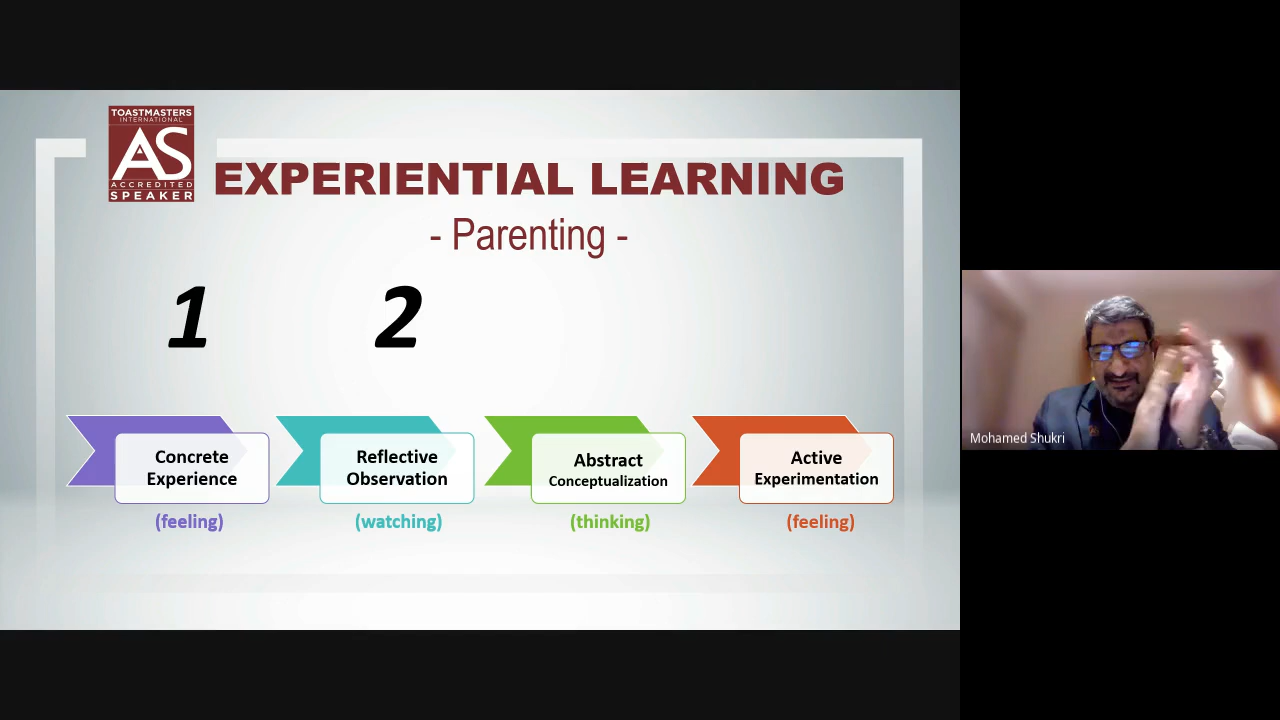 TOASTMASTERS
INTERNATIONAL
AS
ACCREDITED
SPEAKER
EXPERIENTIAL LEARNING
- Parenting -
1 2
Concrete
Experience
(feeling)
Reflective
Observation
(watching)
Abstract
Conceptualization
(thinking)
Active
Experimentation
(feeling)
Mohamed Shukri